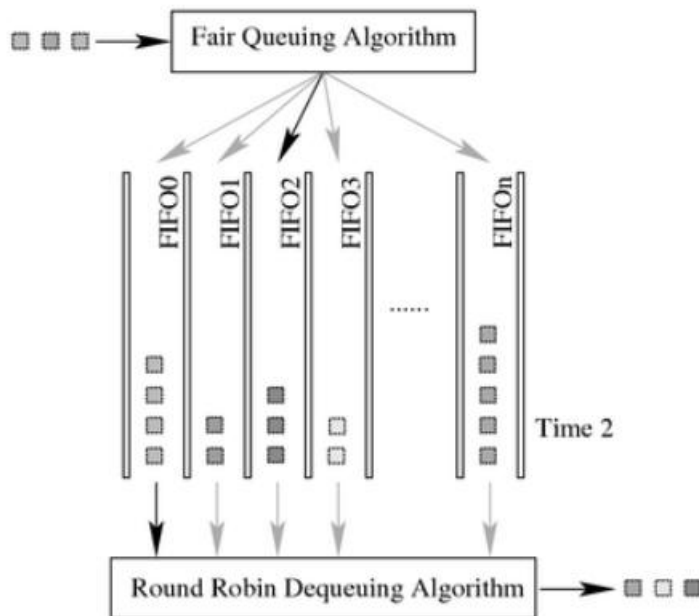 Fair Queuing Algorithm
FIFO0
FIFO1
FIFO2
FIFO3
FIFOn
......
Time 2
Round Robin Dequeuing Algorithm